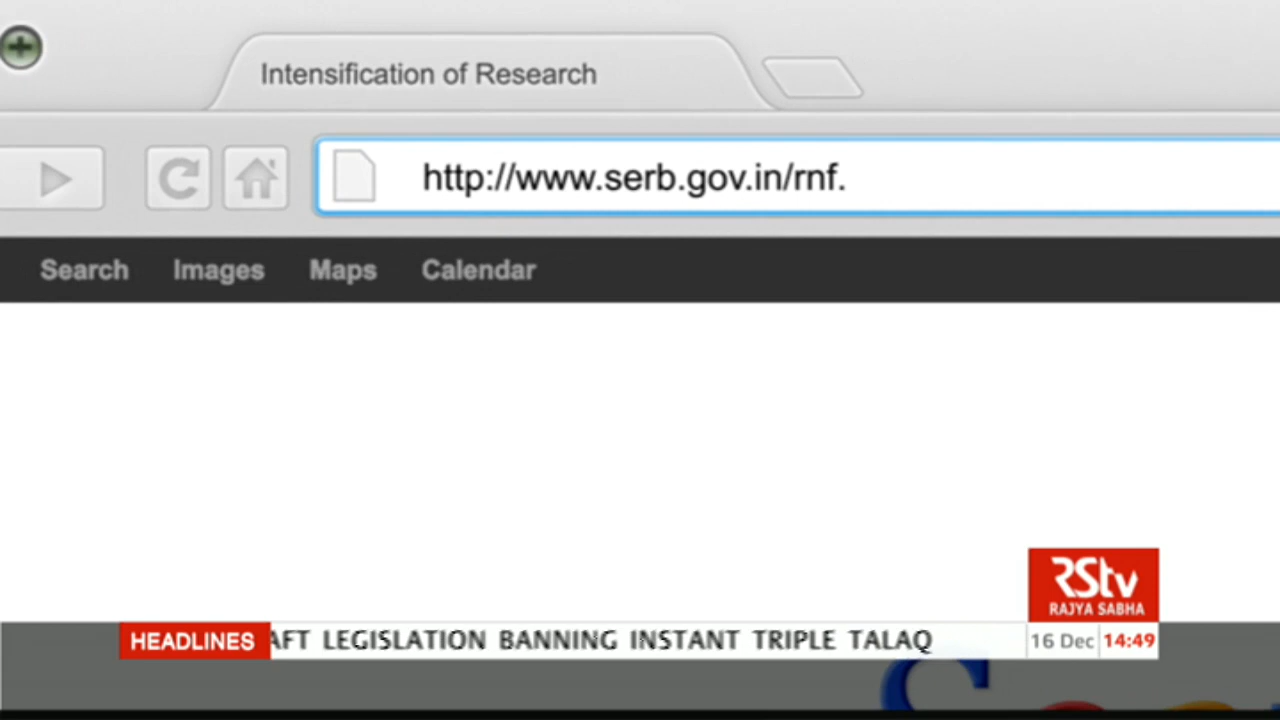 Intensification of Research
http://www.serb.gov.in/rnf.
Search Images Maps Calendar
RStv
RAJYA SABHA
HEADLINES AFT LEGISLATION BANNING INSTANT TRIPLE TALAQ 16 Dec 14:49